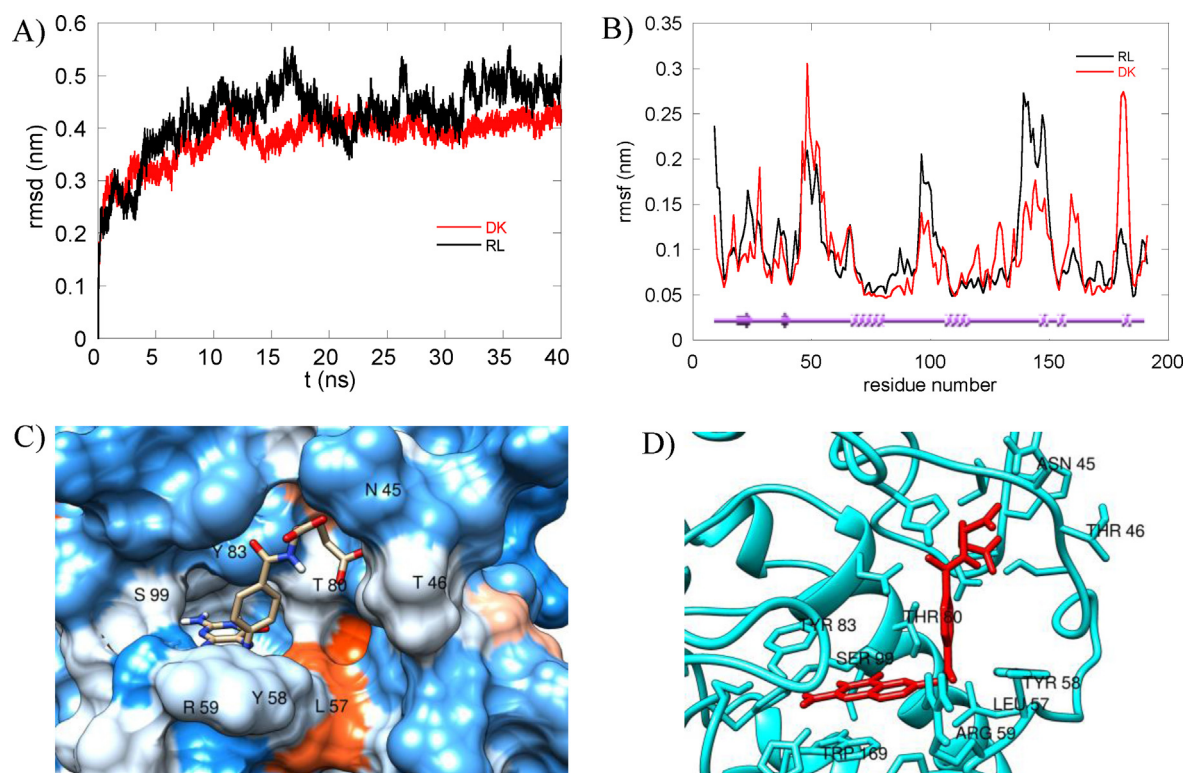 A)
0.6
0.5
0.4
0.3
0.2
0.1
0
rmsd (nm)
DK
RL
0 5 10 15 20 25 30 35 40
t (ns)
B)
0.35
0.3
0.25
0.2
0.15
0.1
0.05
0
rmsf (nm)
RL
DK
0 50 100 150 200
residue number
C)
N 45
Y 83
T 80
T 46
S 99
Y 58
L 57
R 59
D)
ASN 45
THR 46
THR 80
TYR 83
SER 99
TYR 58
LEU 57
ARG 59
TRP 169